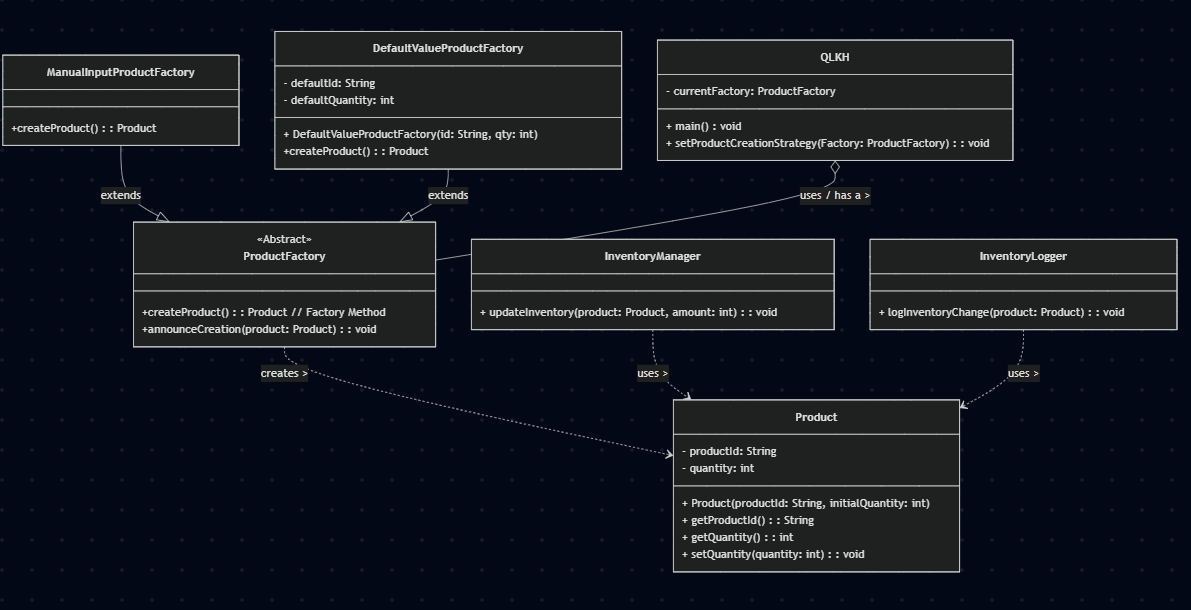 ManualInputProductFactory
+createProduct() : : Product
DefaultValueProductFactory
- defaultId: String
- defaultQuantity: int
+ DefaultValueProductFactory(id: String, qty: int)
+createProduct() : : Product
QLKH
- currentFactory: ProductFactory
+ main() : void
+ setProductCreationStrategy(Factory: ProductFactory) : : void
extends
extends
uses / has a >
«Abstract»
ProductFactory
+createProduct() : : Product // Factory Method
+announceCreation(product: Product) : : void
InventoryManager
+ updateInventory(product: Product, amount: int) : : void
InventoryLogger
+ logInventoryChange(product: Product) : : void
creates >
uses >
uses >
Product
- productId: String
- quantity: int
+ Product(productId: String, initialQuantity: int)
+ getProductId() : : String
+ getQuantity() : : int
+ setQuantity(quantity: int) : : void